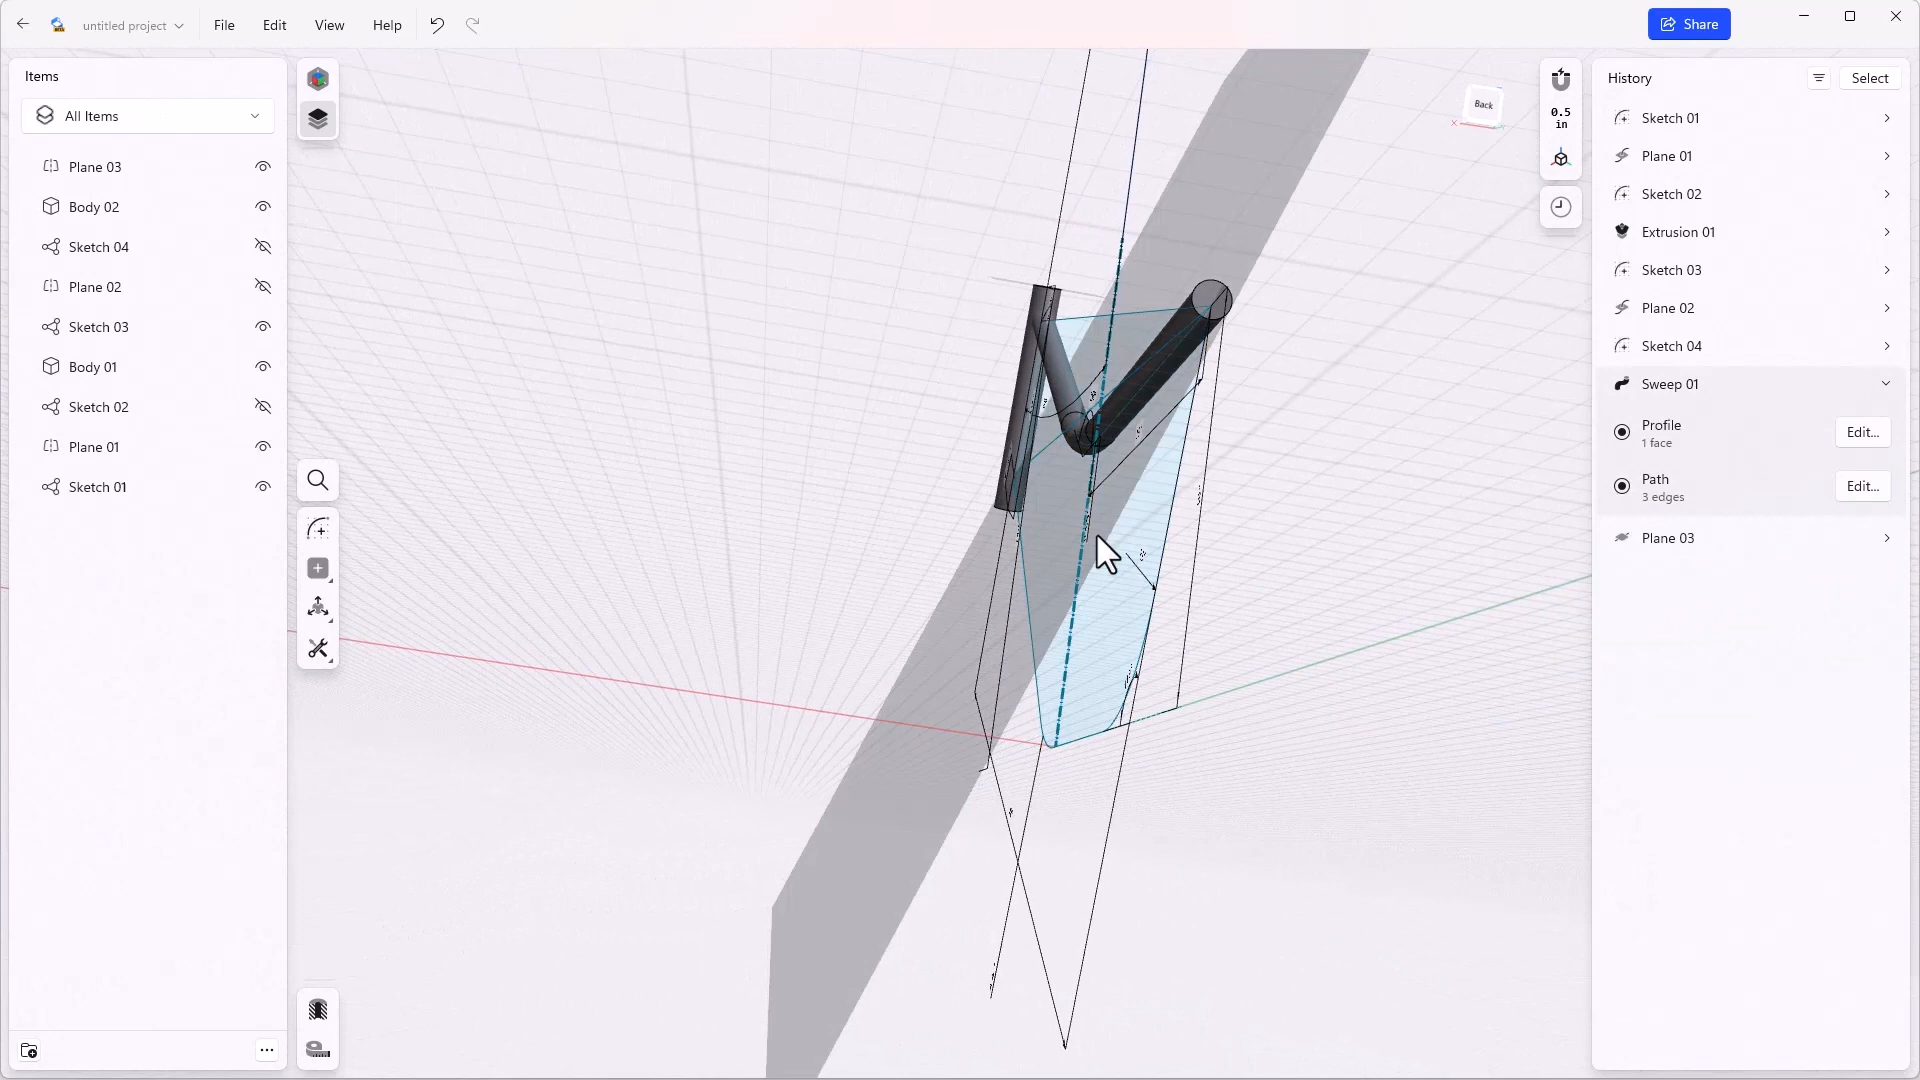 untitled project
File
Edit
View
Help
Share
Items
All Items
Plane 03
Body 02
Sketch 04
Plane 02
Sketch 03
Body 01
Sketch 02
Plane 01
Sketch 01
Back
X
0.5
in
History
Select
Sketch 01
Plane 01
Sketch 02
Extrusion 01
Sketch 03
Plane 02
Sketch 04
Sweep 01
Profile
1 face
Edit...
Path
3 edges
Edit...
Plane 03